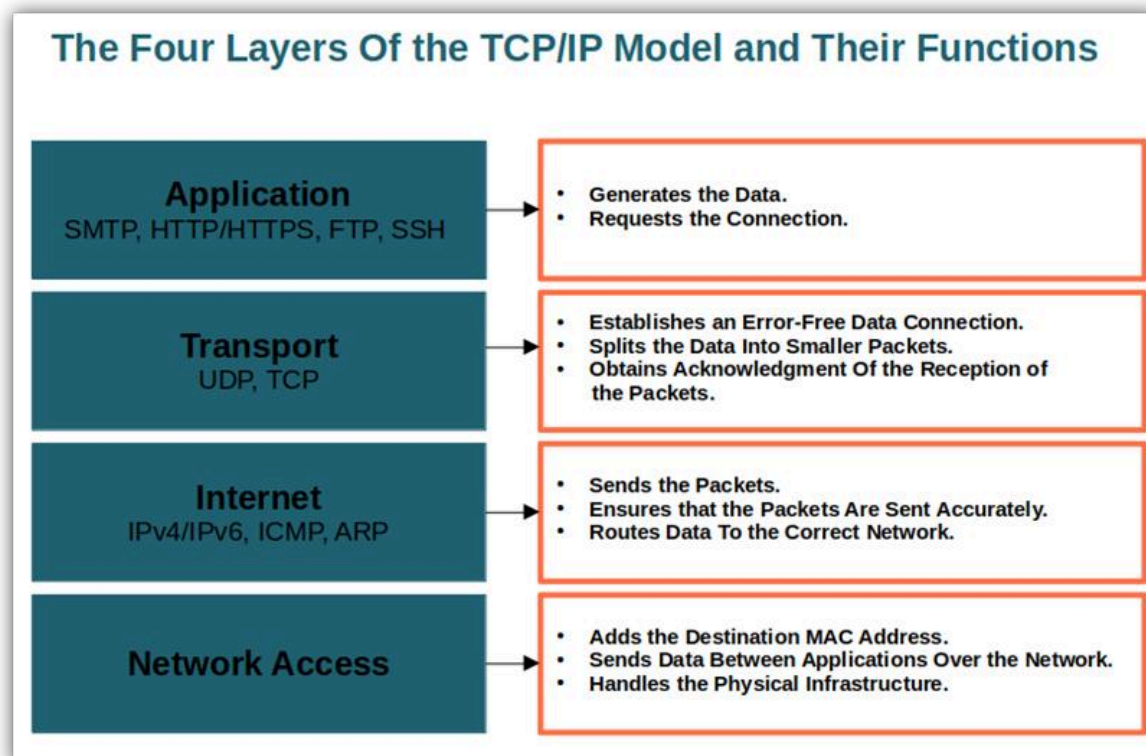 The Four Layers Of the TCP/IP Model and Their Functions
Application
SMTP, HTTP/HTTPS, FTP, SSH
• Generates the Data.
• Requests the Connection.
Transport
UDP, TCP
• Establishes an Error-Free Data Connection.
• Splits the Data Into Smaller Packets.
• Obtains Acknowledgment Of the Reception of
the Packets.
Internet
IPv4/IPv6, ICMP, ARP
• Sends the Packets.
• Ensures that the Packets Are Sent Accurately.
• Routes Data To the Correct Network.
Network Access
• Adds the Destination MAC Address.
• Sends Data Between Applications Over the Network.
• Handles the Physical Infrastructure.